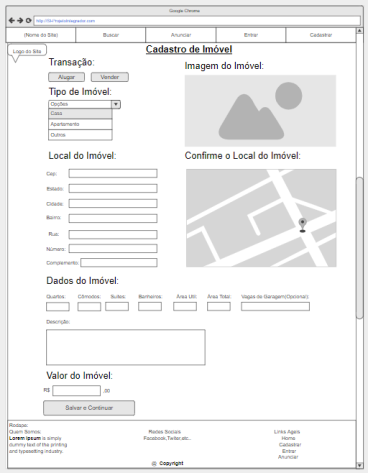 Google Chrome
(Nome do Site) Buscar Anunciar Entrar Cadastrar
Logo do Site
Cadastro de Imóvel
Transação:
Alugar Vender
Imagem do Imóvel:
Tipo de Imóvel:
Opções
Casa
Apartamento
Outros
Local do Imóvel:
Confirme o Local do Imóvel:
Cep:
Estado:
Cidade:
Bairro:
Rua:
Número:
Complemento:
Dados do Imóvel:
Quartos: Cômodos: Suítes: Banheiros: Área Útil: Área Total: Vagas de Garagem(Opcional):
Descrição:
Valor do Imóvel:
R$ ,00
Salvar e Continuar
Rodape:
Quem Somos:
Lorem Ipsum is simply
dummy text of the printing
and typesetting industry.
Redes Sociais
Facebook,Twiter,etc..
Links Ageis
Home
Cadastrar
Entrar
Anunciar
@ Copyright